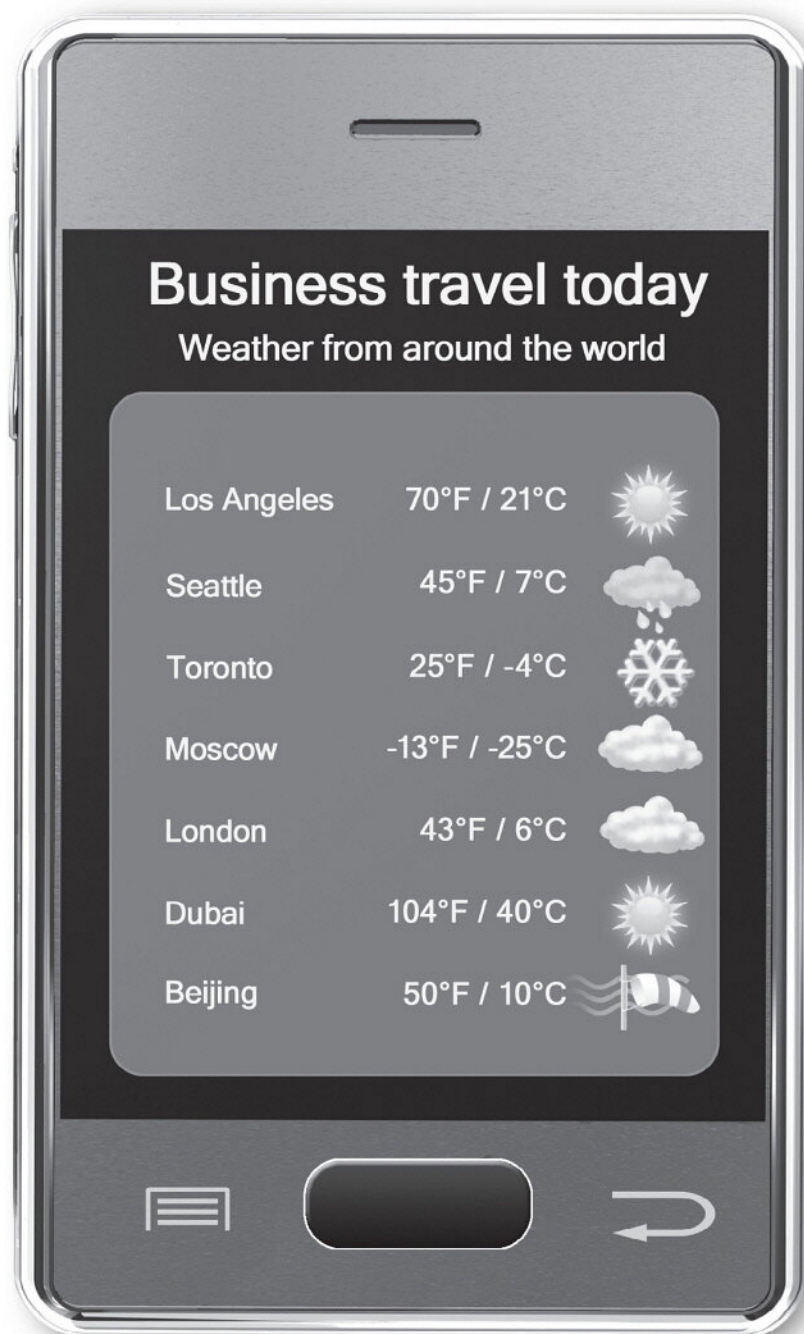 Business travel today
Weather from around the world
Los Angeles 70°F / 21°C
Seattle 45°F / 7°C
Toronto 25°F / -4°C
Moscow -13°F / -25°C
London 43°F / 6°C
Dubai 104°F / 40°C
Beijing 50°F / 10°C